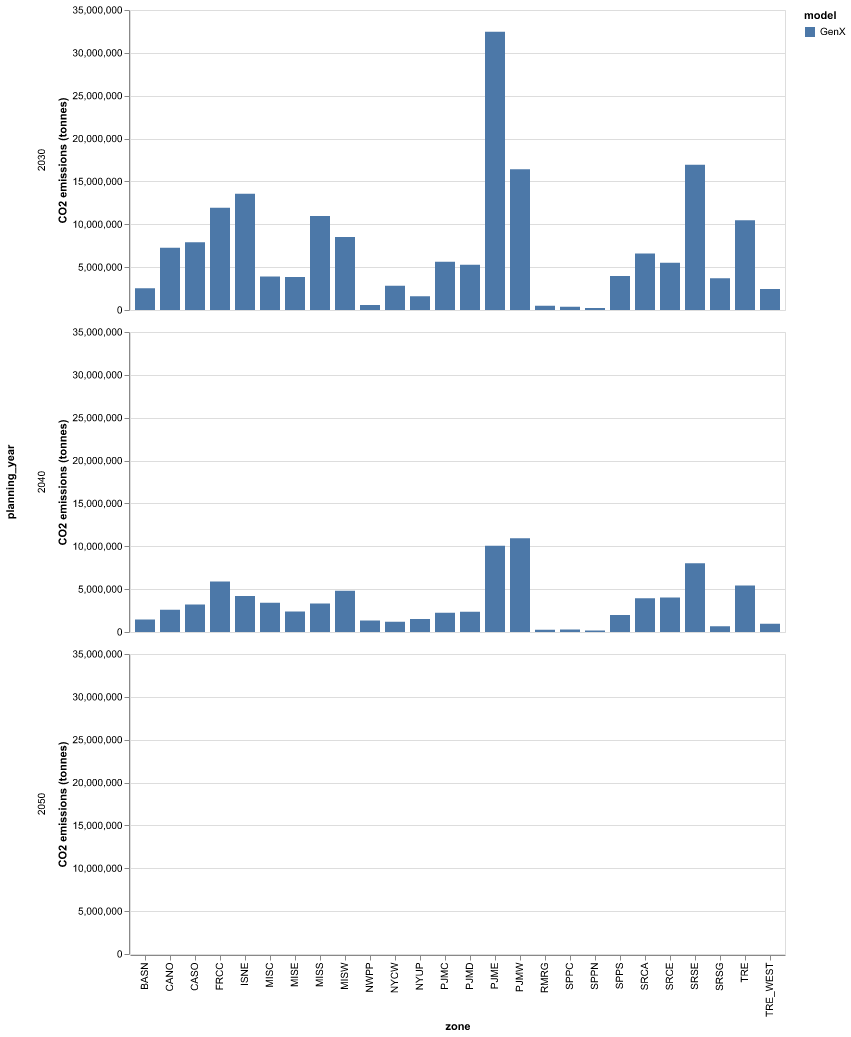 model
GenX
planning_year
2030
CO2 emissions (tonnes)
35,000,000
30,000,000
25,000,000
20,000,000
15,000,000
10,000,000
5,000,000
0
2040
CO2 emissions (tonnes)
35,000,000
30,000,000
25,000,000
20,000,000
15,000,000
10,000,000
5,000,000
0
2050
CO2 emissions (tonnes)
35,000,000
30,000,000
25,000,000
20,000,000
15,000,000
10,000,000
5,000,000
0
BASN
CANO
CASO
FRCC
ISNE
MISC
MISE
MISS
MISW
NWPP
NYCW
NYUP
PJMC
PJMD
PJME
PJMW
RMRG
SPPC
SPPN
SPPS
SRCA
SRCE
SRSE
SRSG
TRE
TRE_WEST
zone